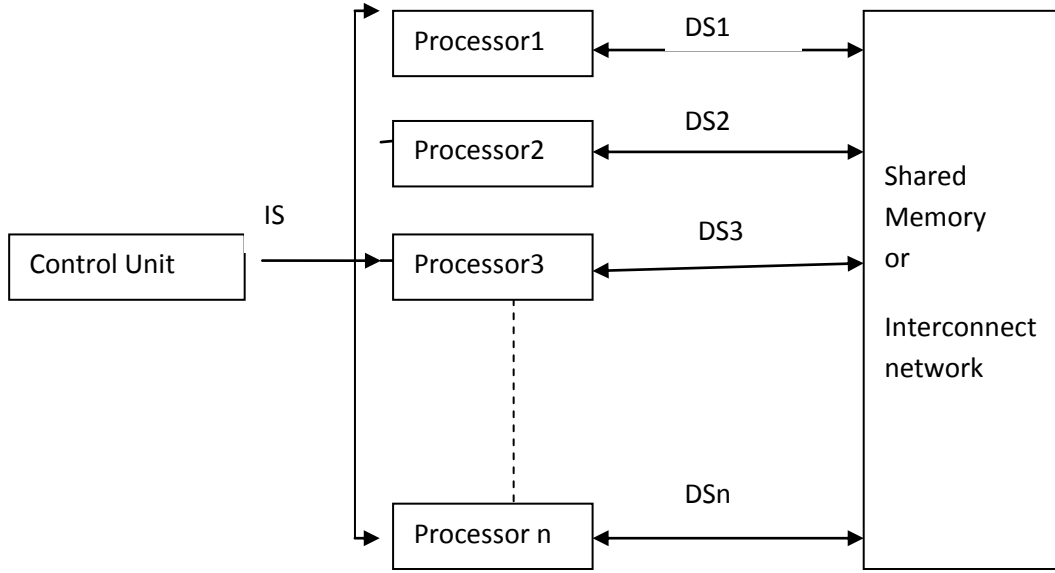 Processor1
DS1
Processor2
DS2
IS
Control Unit
Processor3
DS3
Shared
Memory
or
Interconnect
network
Processor n
DSn